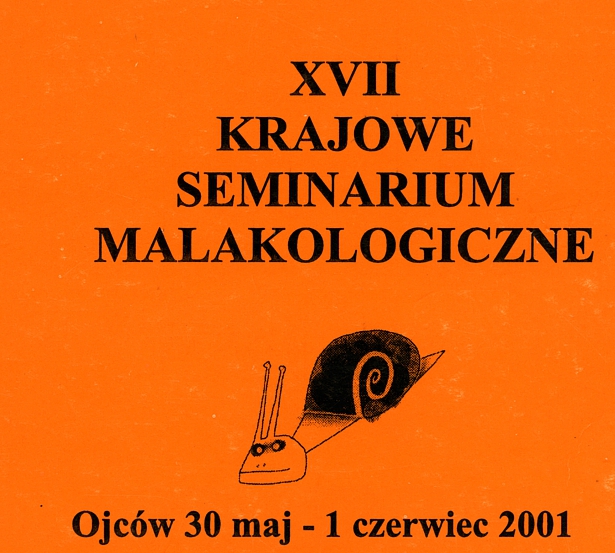 XVII
KRAJOWE
SEMINARIUM
MALAKOLOGICZNE
Ojców 30 maj - 1 czerwiec 2001